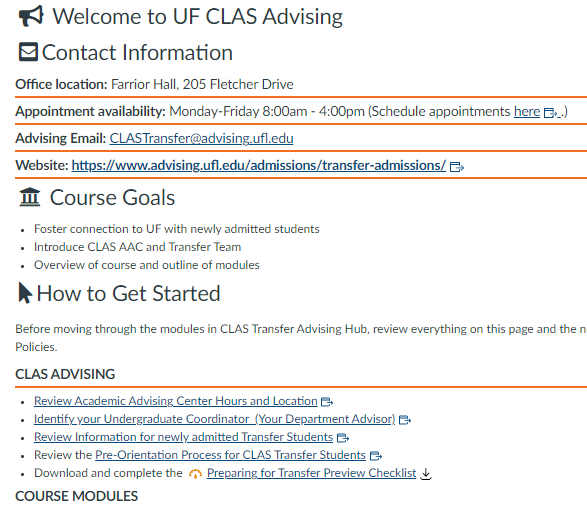 Welcome to UF CLAS Advising
Contact Information
Office location: Farrior Hall, 205 Fletcher Drive
Appointment availability: Monday-Friday 8:00am - 4:00pm (Schedule appointments here .)
Advising Email: CLASTransfer@advising.ufl.edu
Website: https://www.advising.ufl.edu/admissions/transfer-admissions/
Course Goals
• Foster connection to UF with newly admitted students
• Introduce CLAS AAC and Transfer Team
• Overview of course and outline of modules
How to Get Started
Before moving through the modules in CLAS Transfer Advising Hub, review everything on this page and the
Policies.
CLAS ADVISING
• Review Academic Advising Center Hours and Location
• Identify your Undergraduate Coordinator (Your Department Advisor)
• Review Information for newly admitted Transfer Students
• Review the Pre-Orientation Process for CLAS Transfer Students
• Download and complete the Preparing for Transfer Preview Checklist
COURSE MODULES